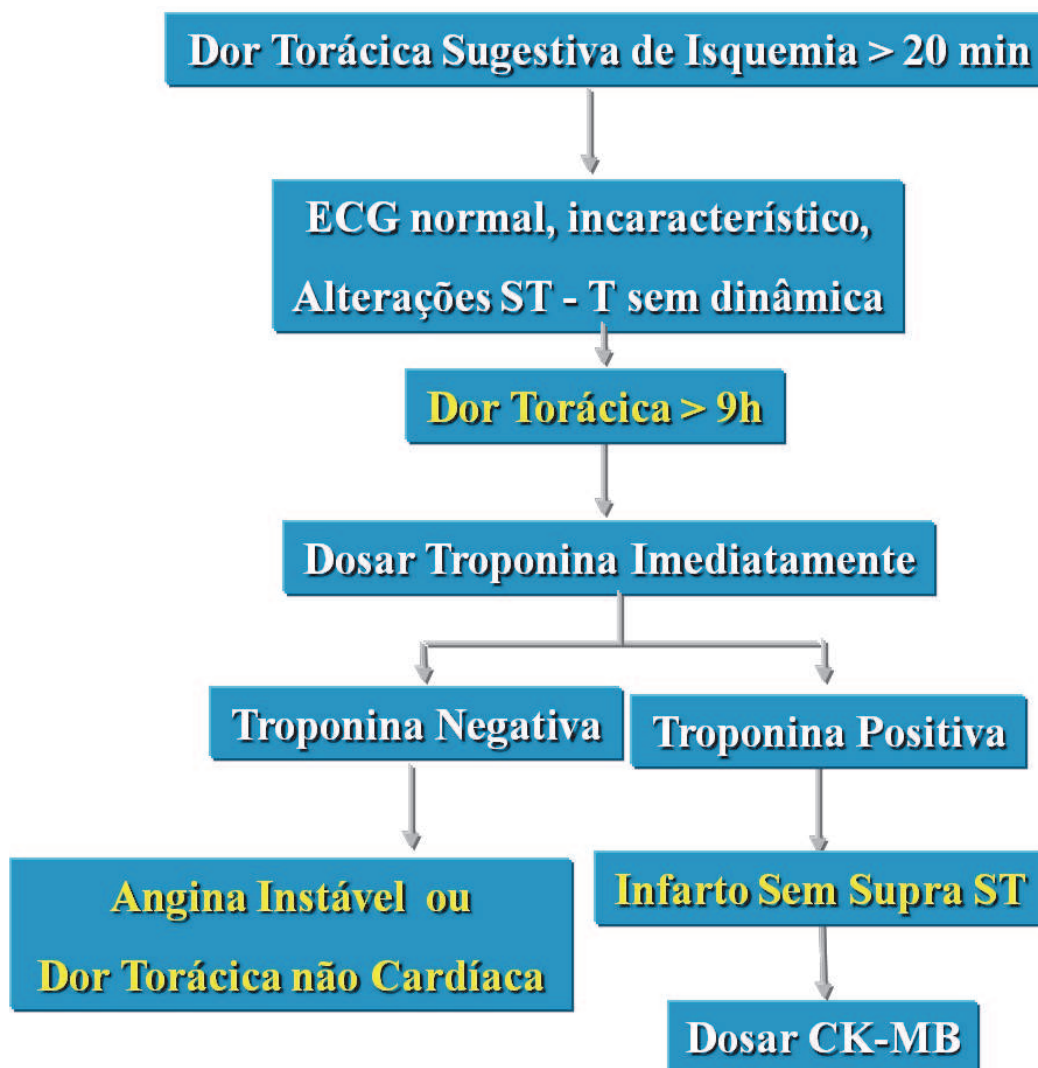 Dor Torácica Sugestiva de Isquemia > 20 min
ECG normal, incaracterístico,
Alterações ST - T sem dinâmica
Dor Torácica > 9h
Dosar Troponina Imediatamente
Troponina Negativa
Troponina Positiva
Angina Instável ou
Dor Torácica não Cardíaca
Infarto Sem Supra ST
Dosar CK-MB